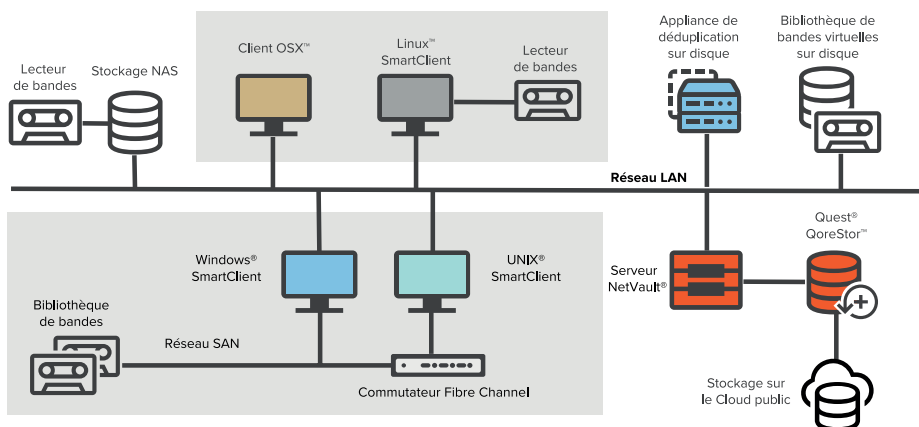 Lecteur
de bandes
Stockage NAS
Client OSX™
Linux™
SmartClient
Lecteur
de bandes
Appliance de
déduplication
sur disque
Bibliothèque de
bandes virtuelles
sur disque
Réseau LAN
Windows®
SmartClient
UNIX®
SmartClient
Serveur
NetVault®
Quest®
QoreStor™
Bibliothèque
de bandes
Réseau SAN
Commutateur Fibre Channel
Stockage sur
le Cloud public